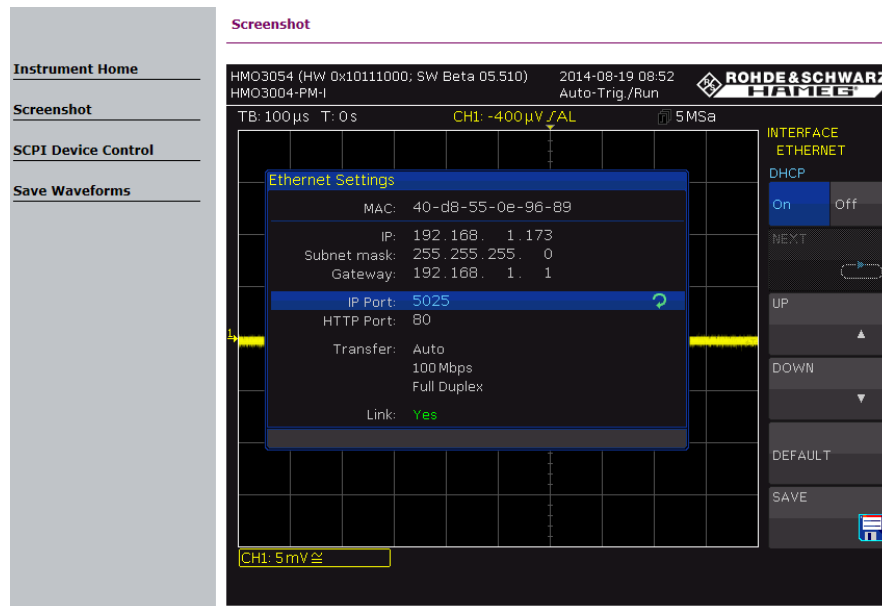 Screenshot
Instrument Home
Screenshot
SCPI Device Control
Save Waveforms
HMO3054 (HW 0x10111000; SW Beta 05.510) 2014-08-19 08:52
HMO3004-PM-I Auto-Trig./Run
ROHDE&SCHWARZ
HAMEG
TB: 100µs T: 0s CH1: -400µV / AL 5MSa
INTERFACE
ETHERNET
DHCP
On Off
NEXT
UP
DOWN
DEFAULT
SAVE
Ethernet Settings
MAC: 40-d8-55-0e-96-89
IP: 192.168. 1.173
Subnet mask: 255.255.255. 0
Gateway: 192.168. 1. 1
IP Port: 5025
HTTP Port: 80
Transfer: Auto
100 Mbps
Full Duplex
Link: Yes
1
CH1: 5mV≅